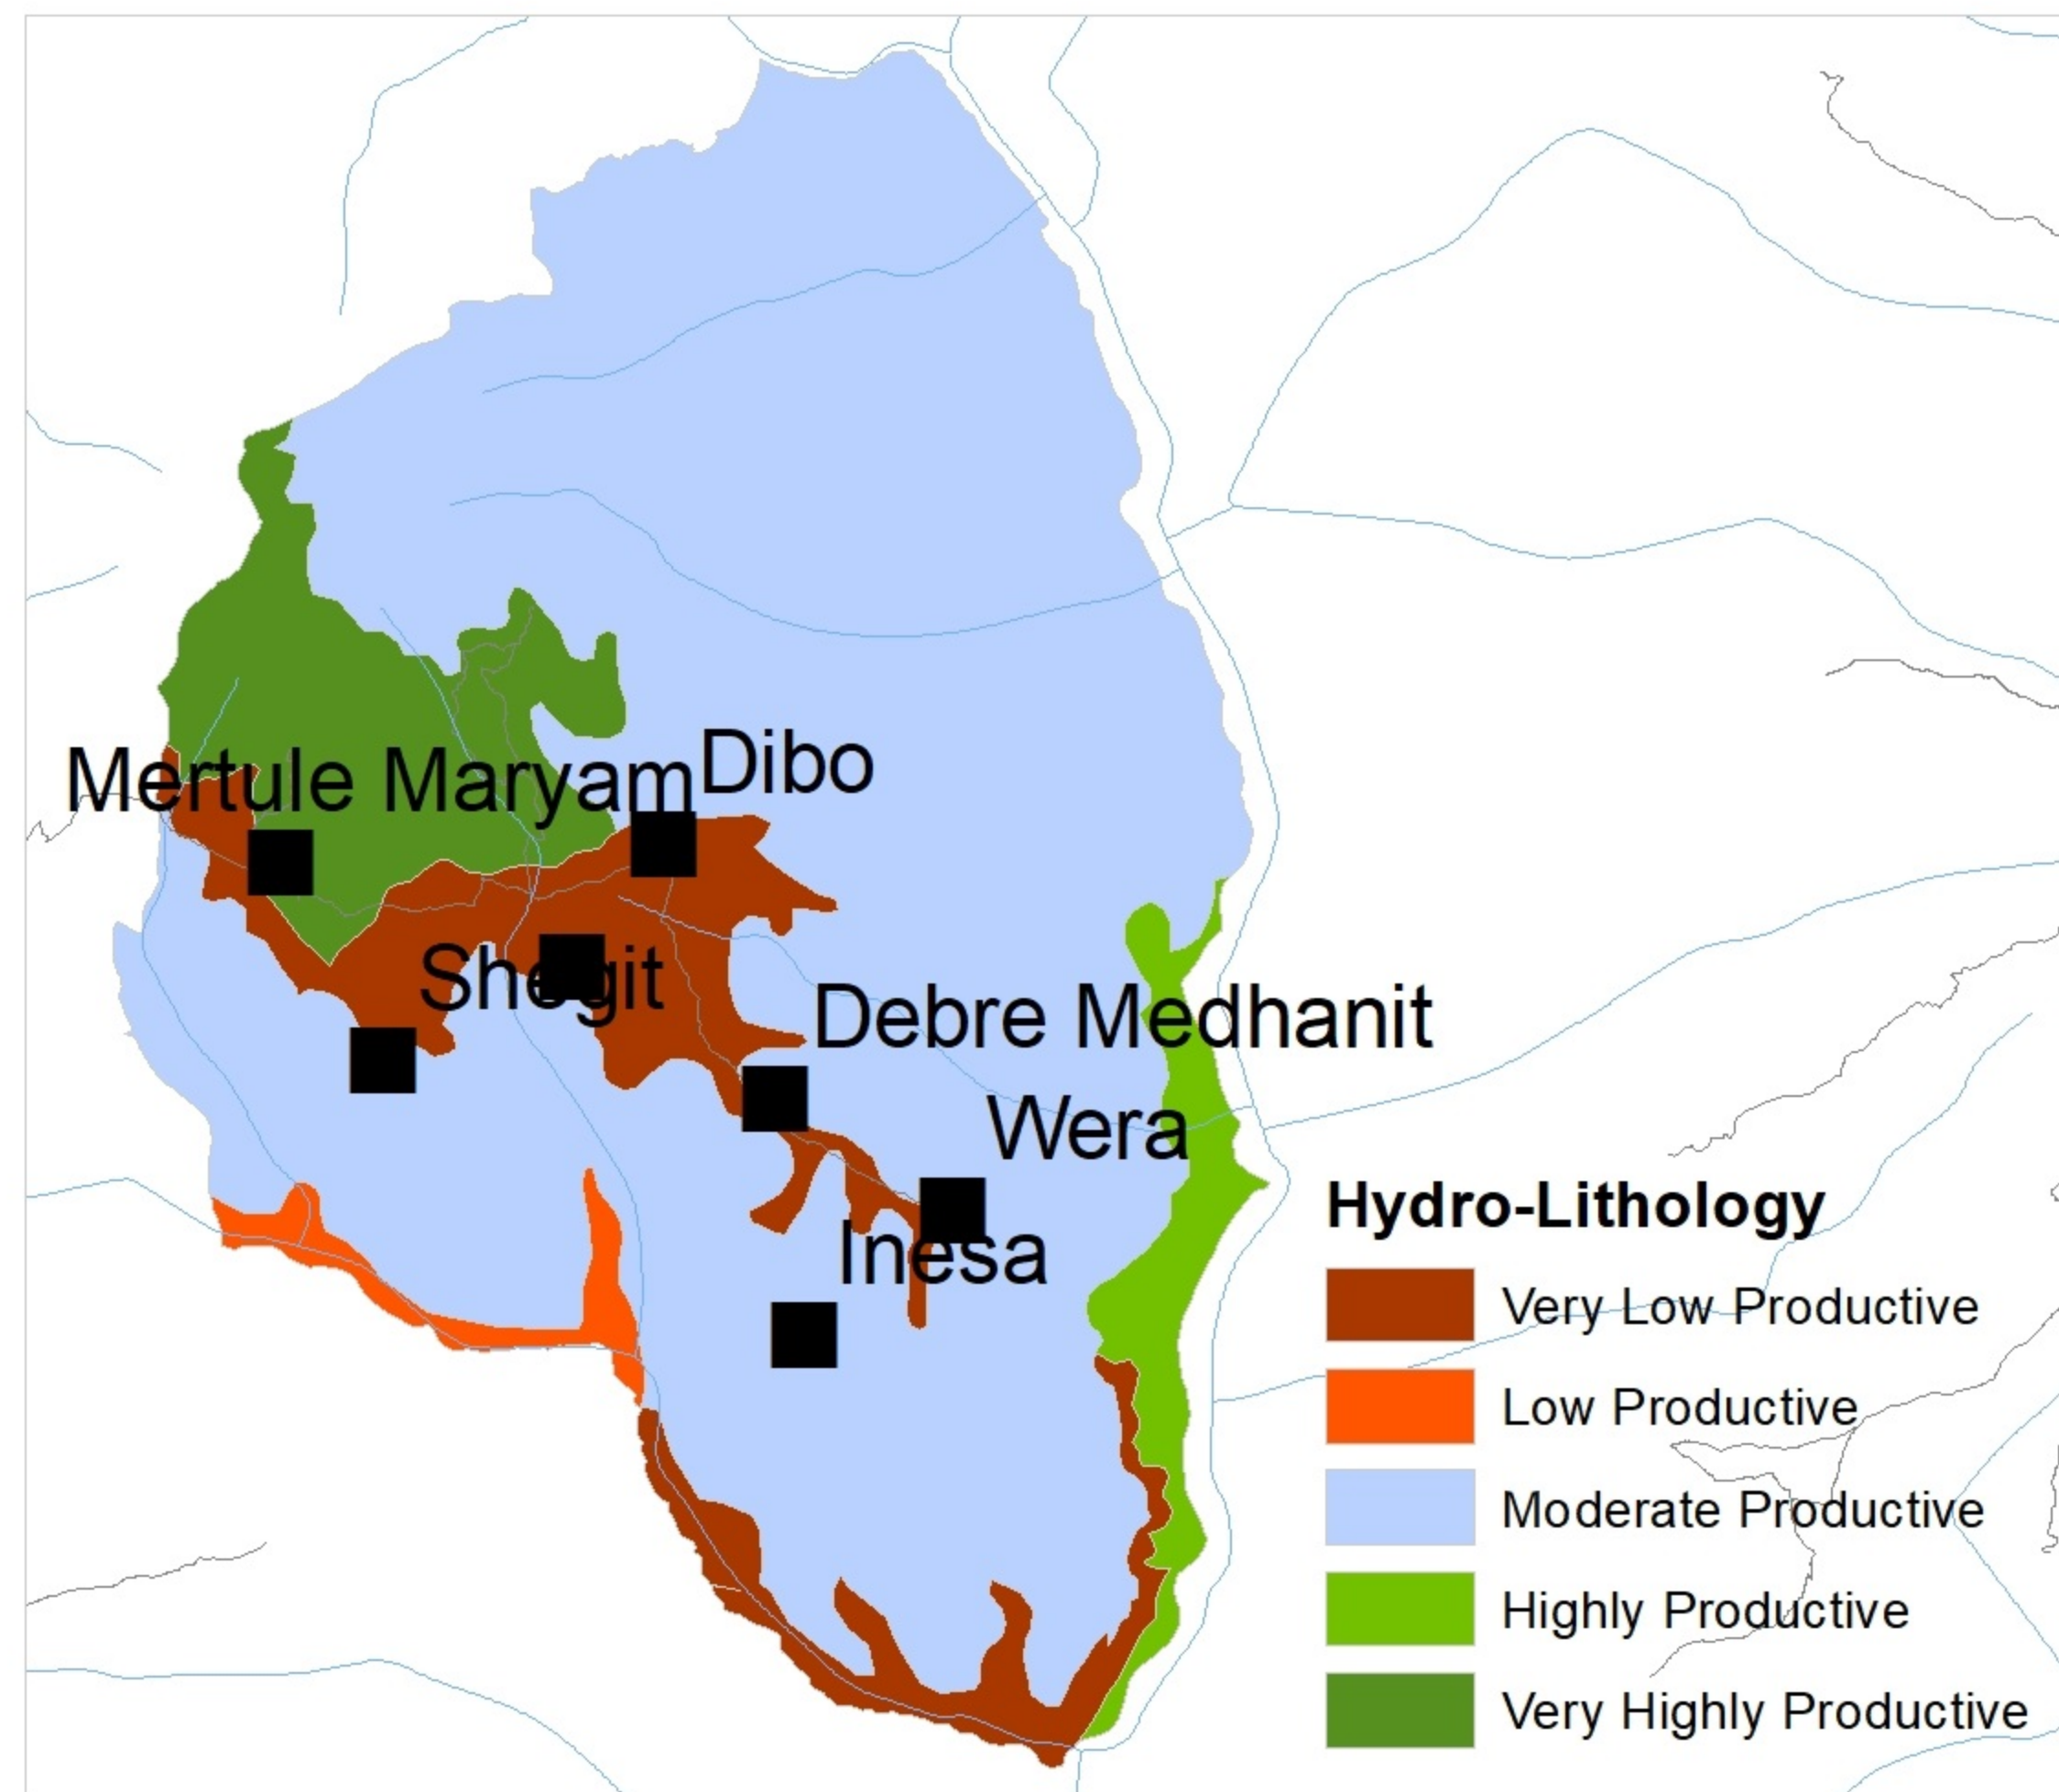 Mertule Maryam
Dibo
Shegit
Debre Medhanit
Wera
Inesa
Hydro-Lithology
Very Low Productive
Low Productive
Moderate Productive
Highly Productive
Very Highly Productive